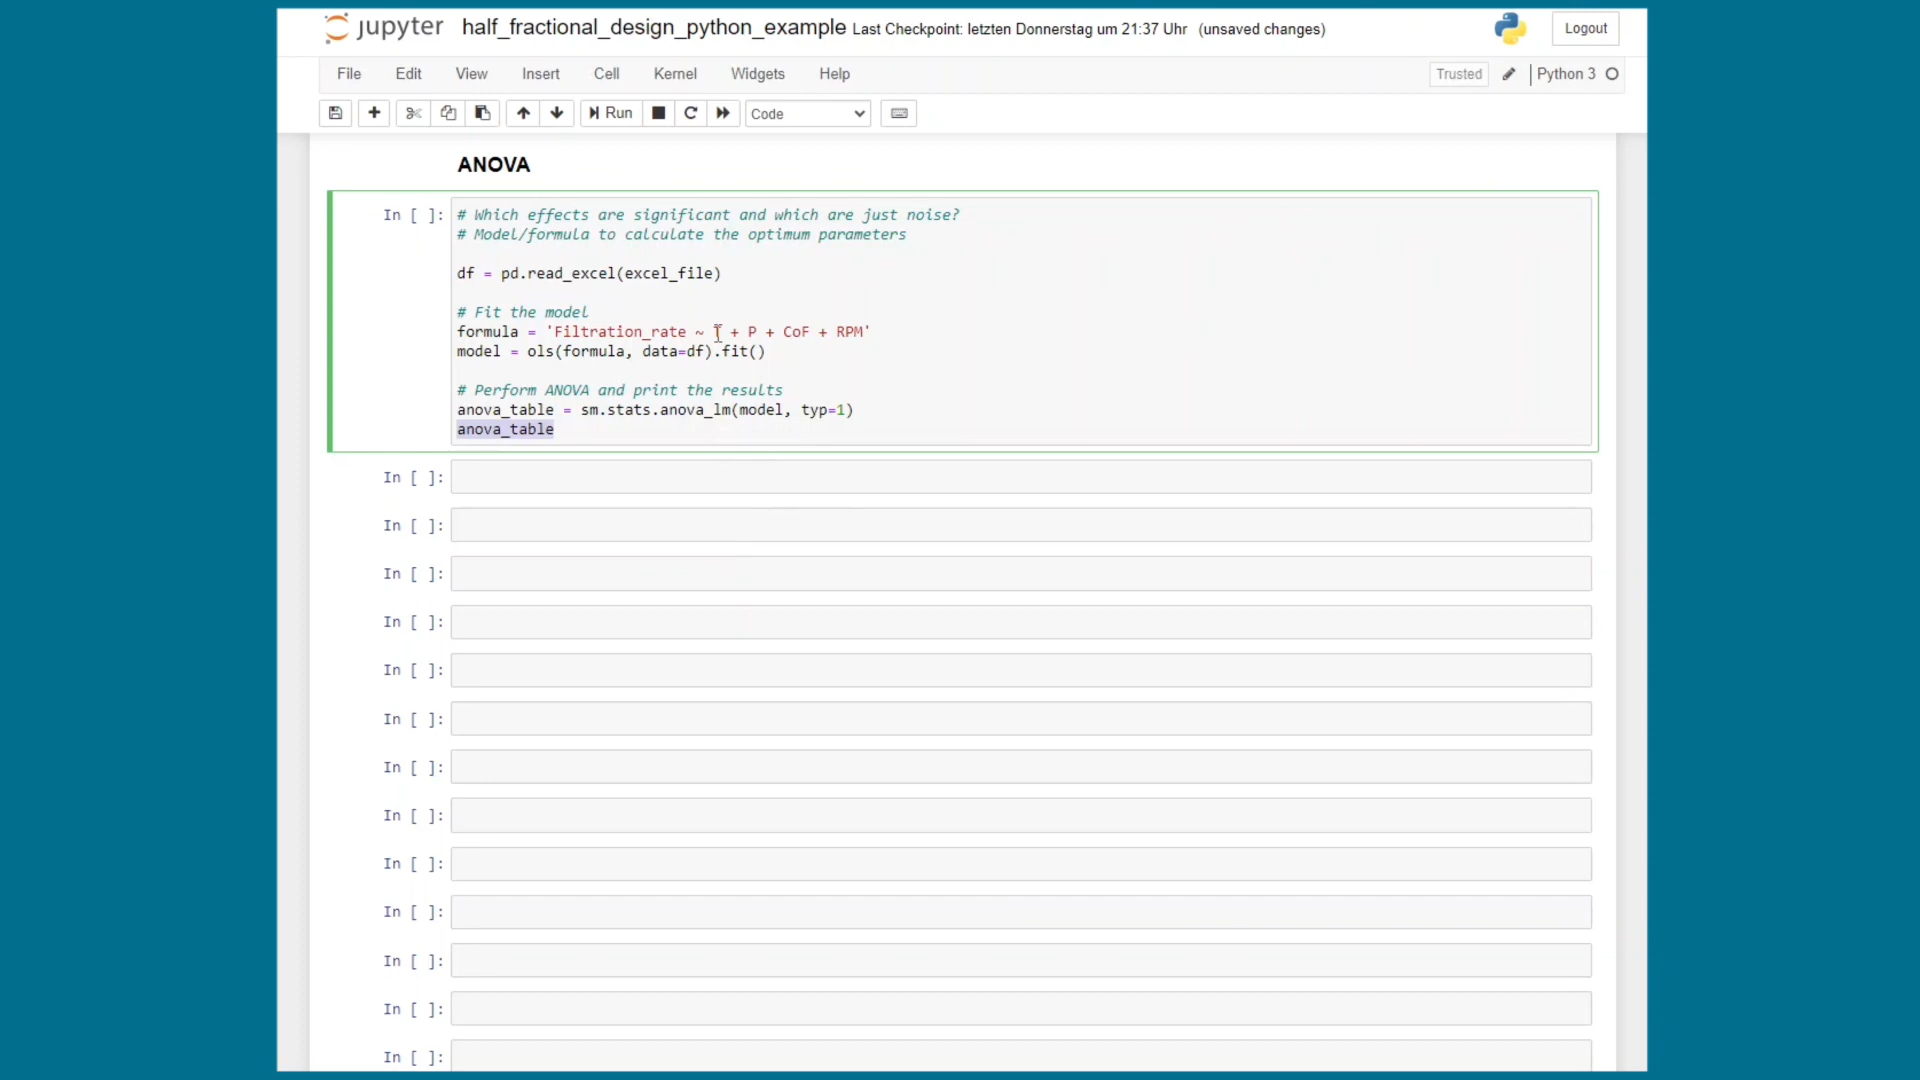 jupyter half_fractional_design_python_example Last Checkpoint: letzten Donnerstag um 21:37 Uhr (unsaved changes) Logout
File Edit View Insert Cell Kernel Widgets Help Trusted Python 3
Run Code
ANOVA
In [ ]: # Which effects are significant and which are just noise?
# Model/formula to calculate the optimum parameters
df = pd.read_excel(excel_file)
# Fit the model
formula = 'Filtration_rate ~ + P + CoF + RPM'
model = ols(formula, data=df).fit()
# Perform ANOVA and print the results
anova_table = sm.stats.anova_lm(model, typ=1)
anova_table
In [ ]:
In [ ]:
In [ ]:
In [ ]:
In [ ]:
In [ ]:
In [ ]:
In [ ]:
In [ ]:
In [ ]:
In [ ]:
In [ ]:
In [ ]: